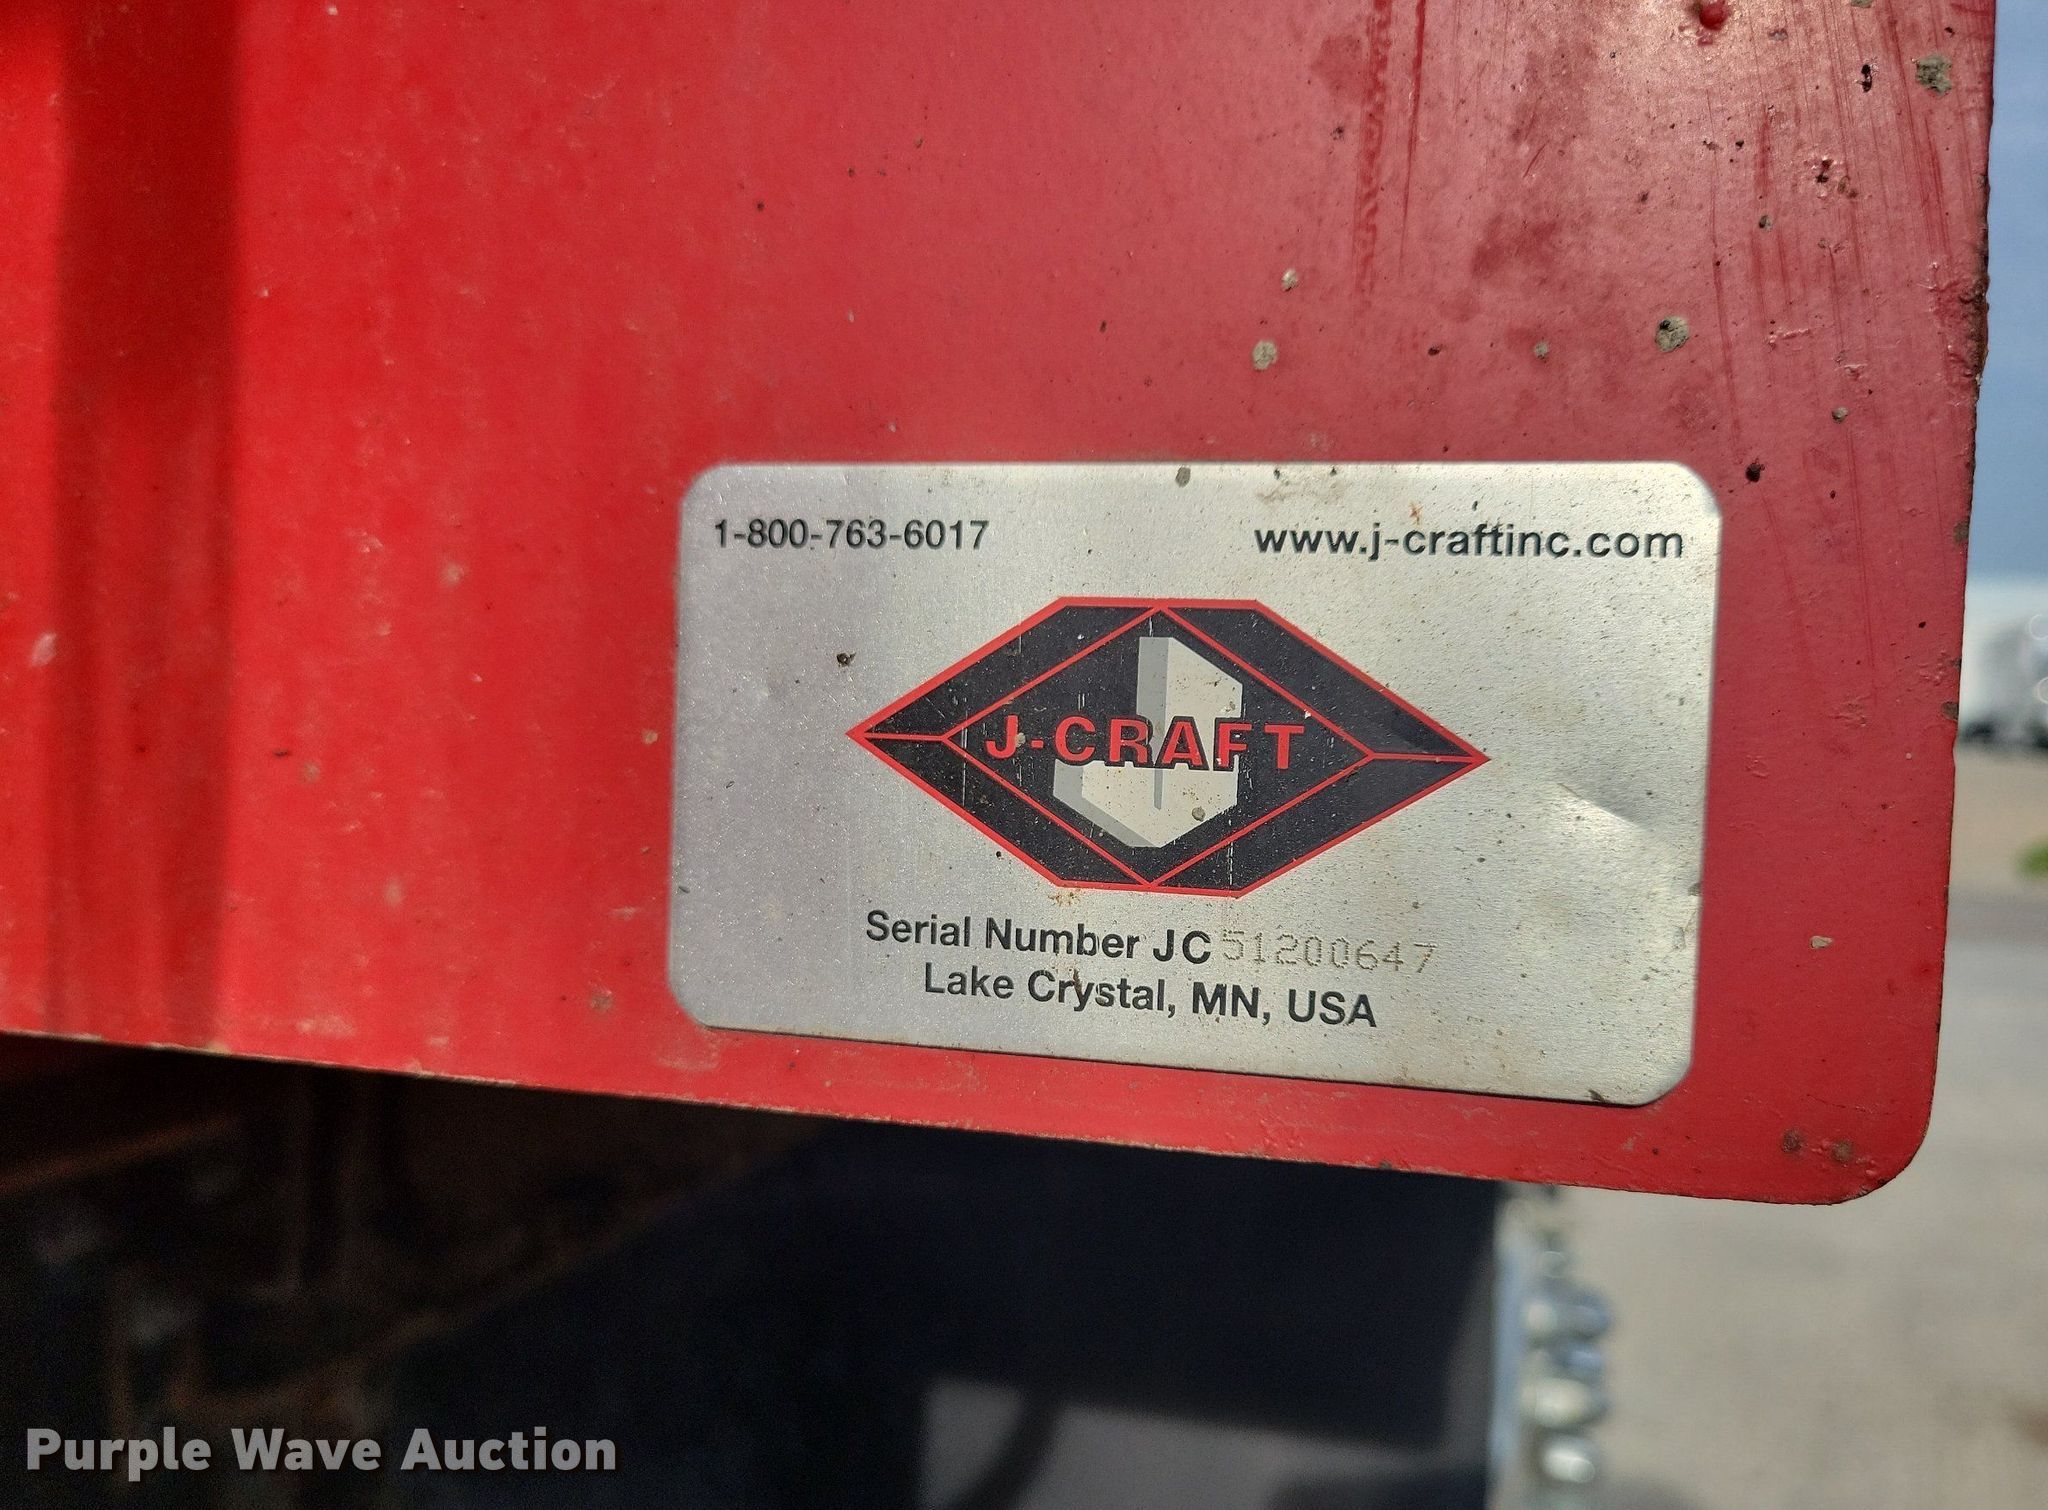 1-800-763-6017 www.j-craftinc.com
J-CRAFT
Serial Number JC 51200647
Lake Crystal, MN, USA
Purple Wave Auction